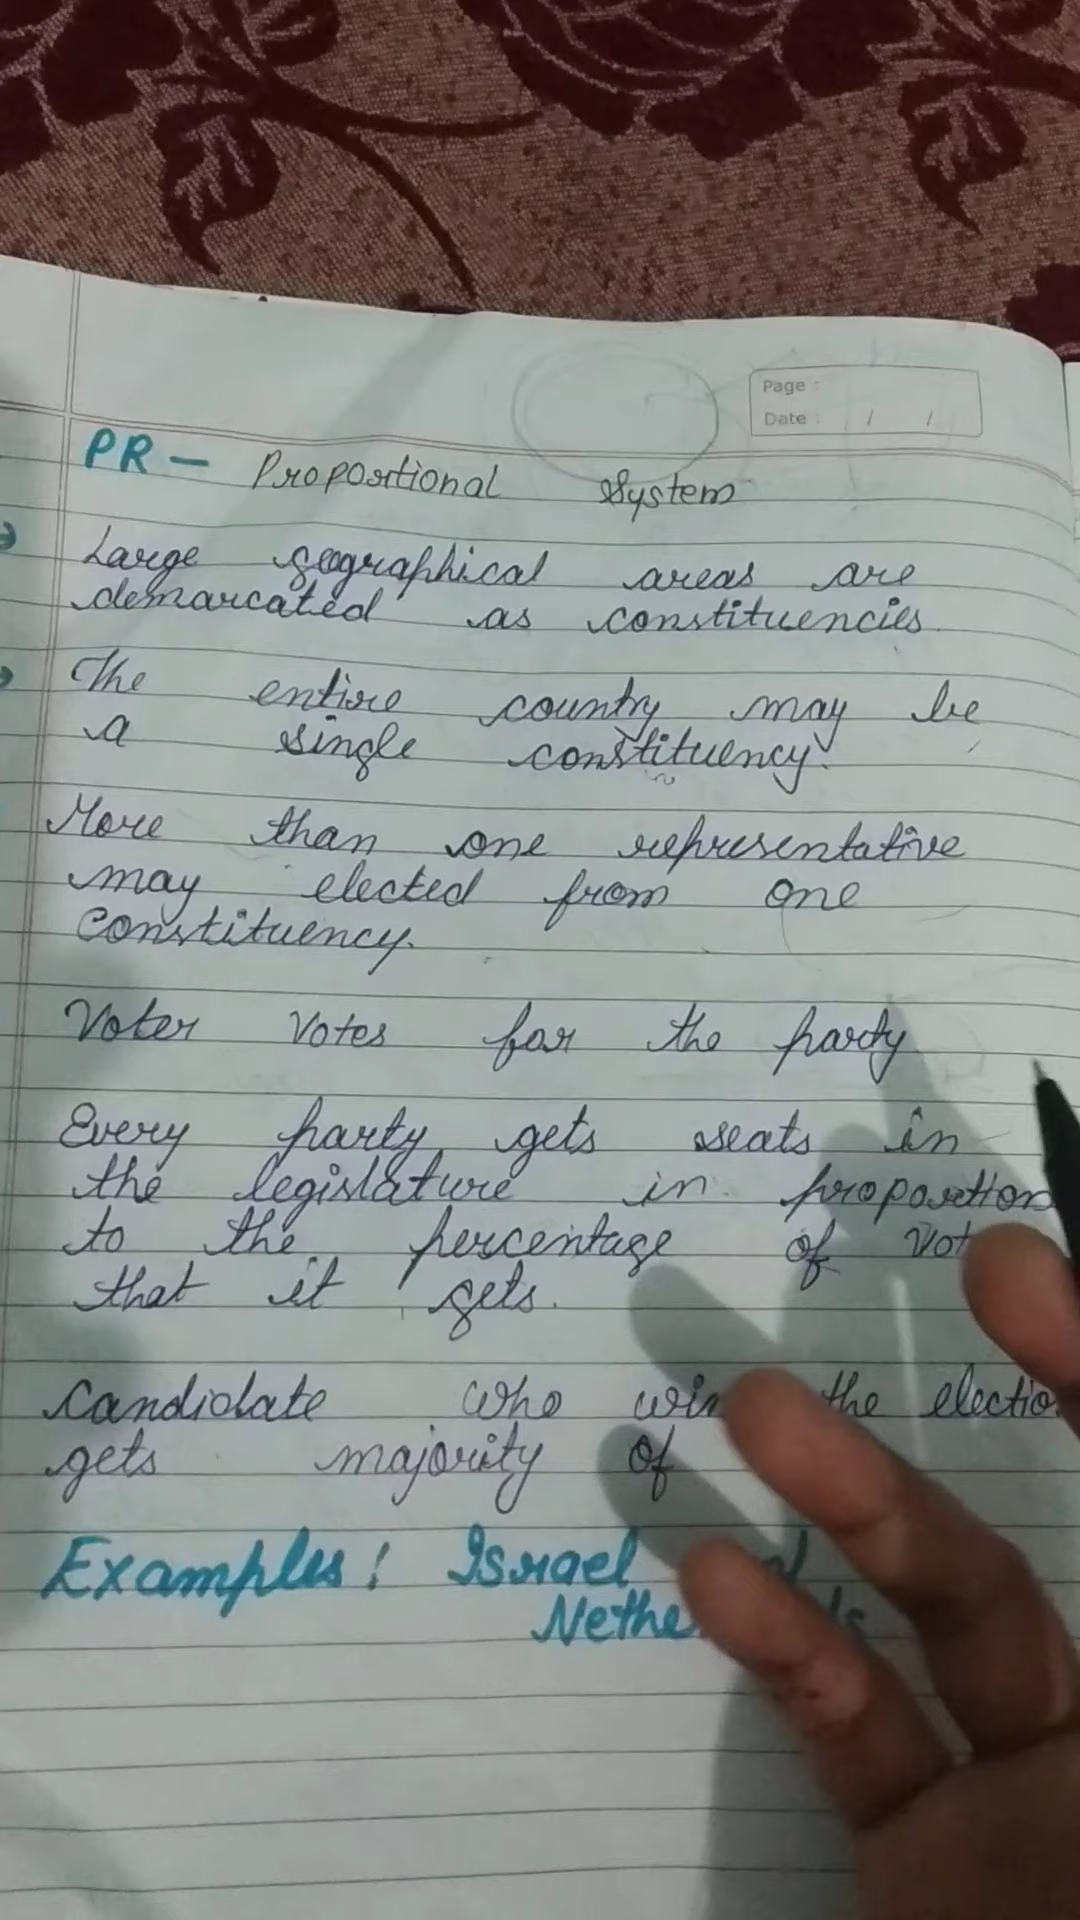 Page :
Date : / /
PR - Proportional System
Large geographical areas are
demarcated as constituencies.
The entire country may be
a single constituency.
More than one representative
may elected from one
constituency.
Voter votes for the party
Every party gets seats in
the legislature in proportion
to the percentage of Vot
that it gets.
Candidate who win the electio
gets majority of
Examples! Israel
Nethe